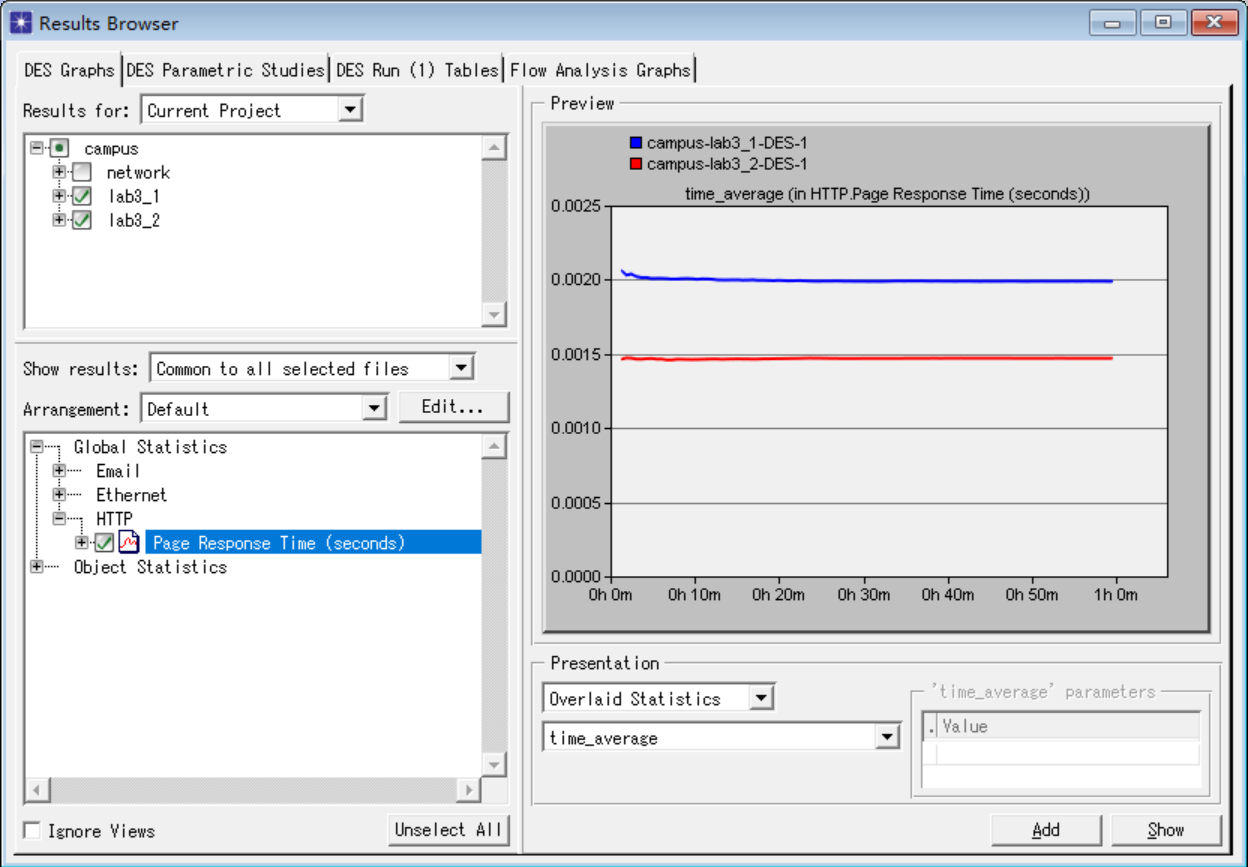 Results Browser
DES Graphs DES Parametric Studies DES Run (1) Tables Flow Analysis Graphs
Results for: Current Project
campus
network
lab3_1
lab3_2
Show results: Common to all selected files
Arrangement: Default Edit...
Global Statistics
Email
Ethernet
HTTP
Page Response Time (seconds)
Object Statistics
Ignore Views Unselect All
Preview
campus-lab3_1-DES-1
campus-lab3_2-DES-1
time_average (in HTTP.Page Response Time (seconds))
0.0025
0.0020
0.0015
0.0010
0.0005
0.0000
0h 0m 0h 10m 0h 20m 0h 30m 0h 40m 0h 50m 1h 0m
Presentation
Overlaid Statistics
time_average
'time_average' parameters
. Value
Add Show